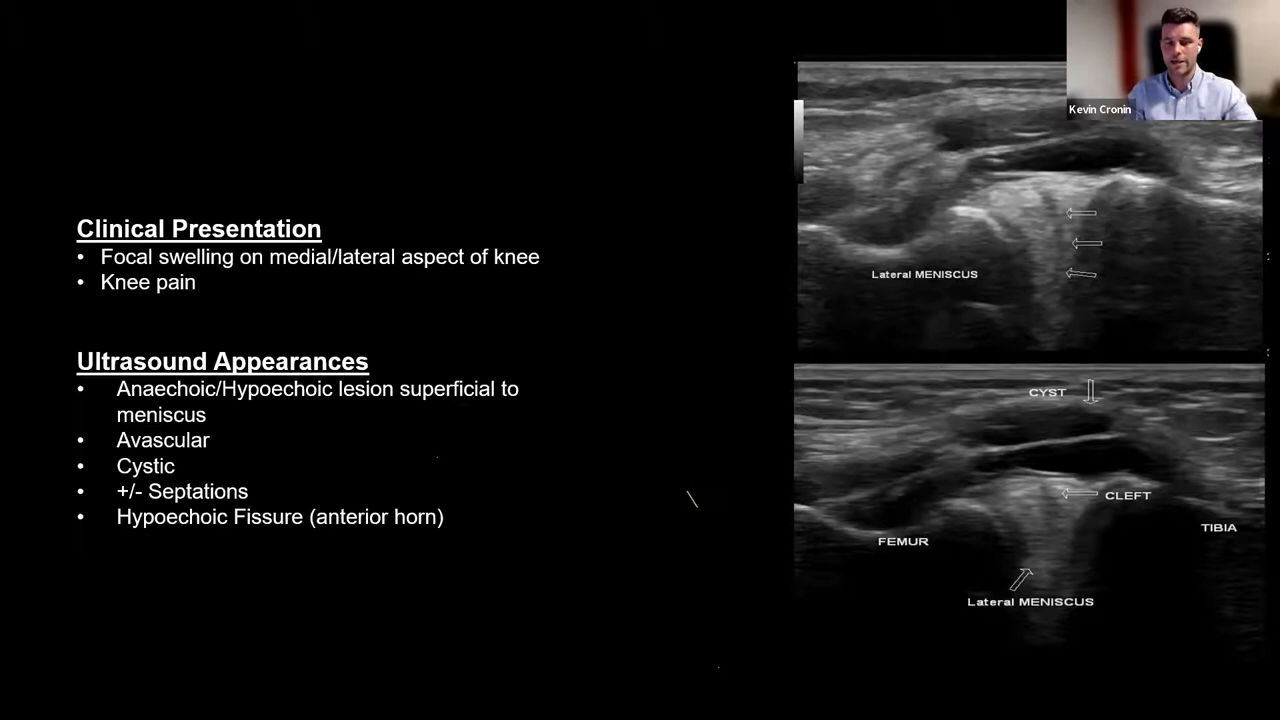 Kevin Cronin
Clinical Presentation
• Focal swelling on medial/lateral aspect of knee
• Knee pain
Ultrasound Appearances
• Anaechoic/Hypoechoic lesion superficial to
meniscus
• Avascular
• Cystic
• +/- Septations
• Hypoechoic Fissure (anterior horn)
Lateral MENISCUS
CYST
CLEFT
TIBIA
FEMUR
Lateral MENISCUS